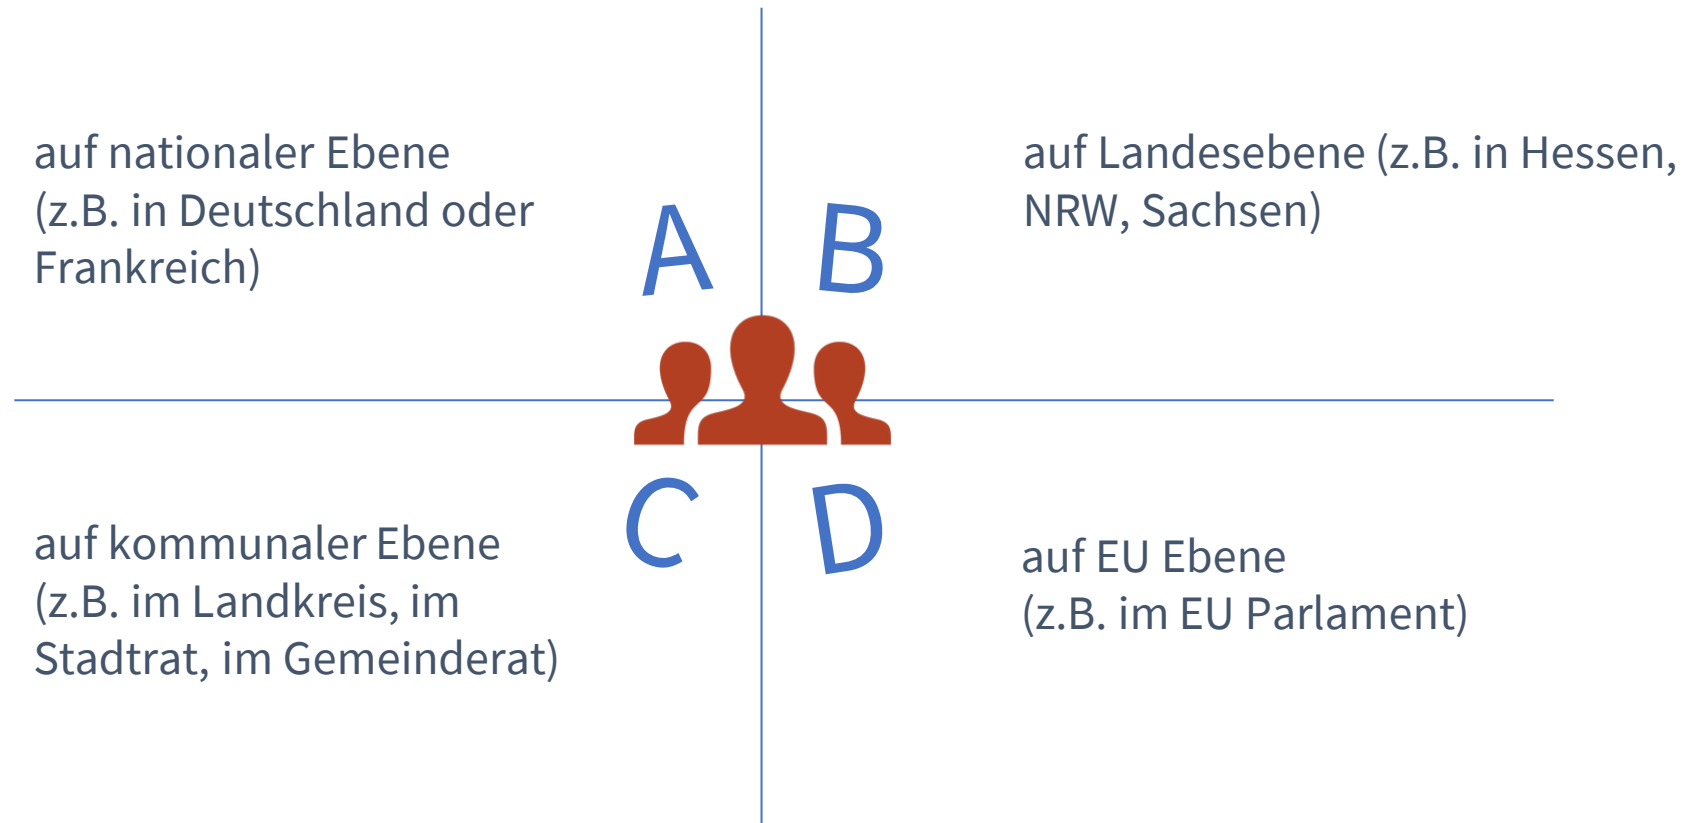 auf nationaler Ebene
(z.B. in Deutschland oder
Frankreich)
A
B
auf Landesebene (z.B. in Hessen,
NRW, Sachsen)
C
auf kommunaler Ebene
(z.B. im Landkreis, im
Stadtrat, im Gemeinderat)
D
auf EU Ebene
(z.B. im EU Parlament)